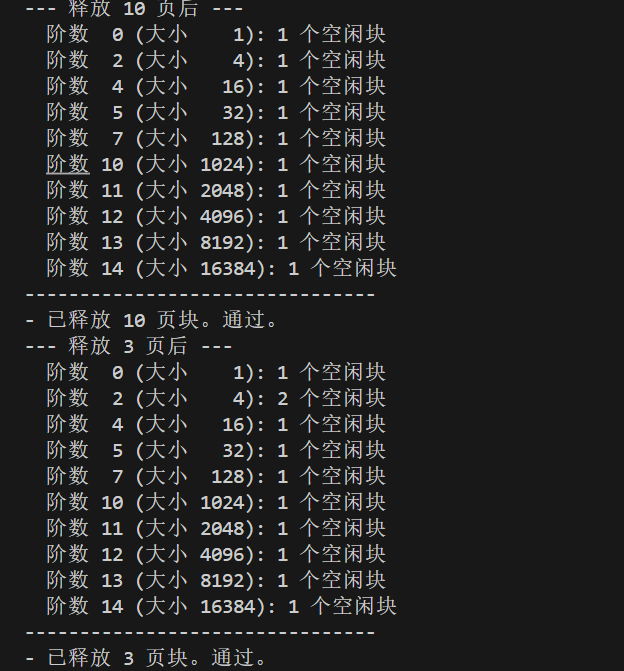 --- 释放 10 页后 ---
阶数  0 (大小    1): 1 个空闲块
阶数  2 (大小    4): 1 个空闲块
阶数  4 (大小   16): 1 个空闲块
阶数  5 (大小   32): 1 个空闲块
阶数  7 (大小  128): 1 个空闲块
阶数 10 (大小 1024): 1 个空闲块
阶数 11 (大小 2048): 1 个空闲块
阶数 12 (大小 4096): 1 个空闲块
阶数 13 (大小 8192): 1 个空闲块
阶数 14 (大小 16384): 1 个空闲块
--------------------------------
- 已释放 10 页块。通过。
--- 释放 3 页后 ---
阶数  0 (大小    1): 1 个空闲块
阶数  2 (大小    4): 2 个空闲块
阶数  4 (大小   16): 1 个空闲块
阶数  5 (大小   32): 1 个空闲块
阶数  7 (大小  128): 1 个空闲块
阶数 10 (大小 1024): 1 个空闲块
阶数 11 (大小 2048): 1 个空闲块
阶数 12 (大小 4096): 1 个空闲块
阶数 13 (大小 8192): 1 个空闲块
阶数 14 (大小 16384): 1 个空闲块
--------------------------------
- 已释放 3 页块。通过。